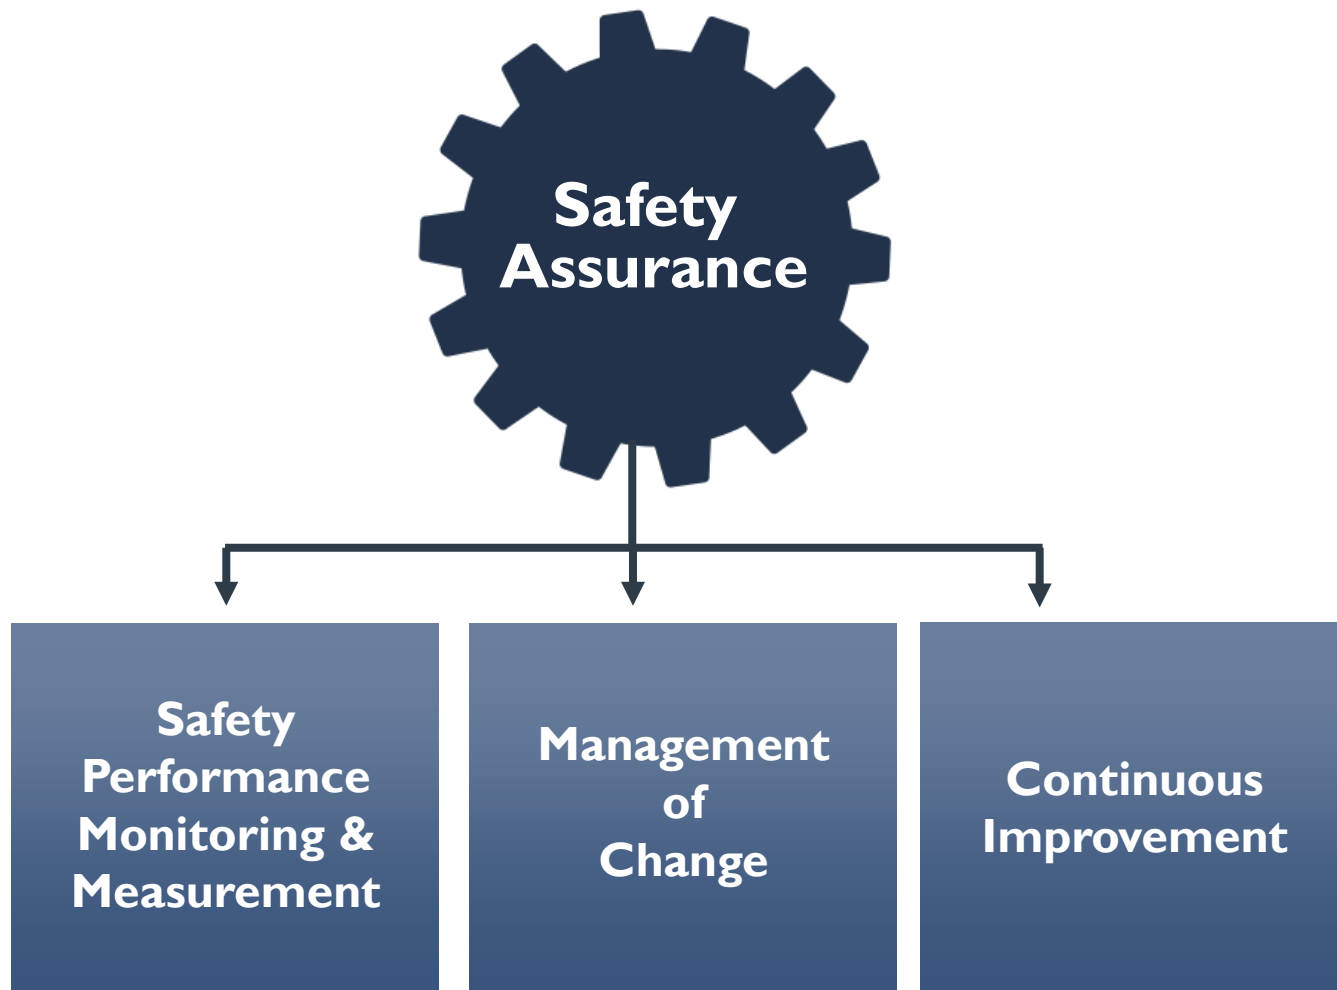 Safety
Assurance
Safety
Performance
Monitoring &
Measurement
Management
of
Change
Continuous
Improvement